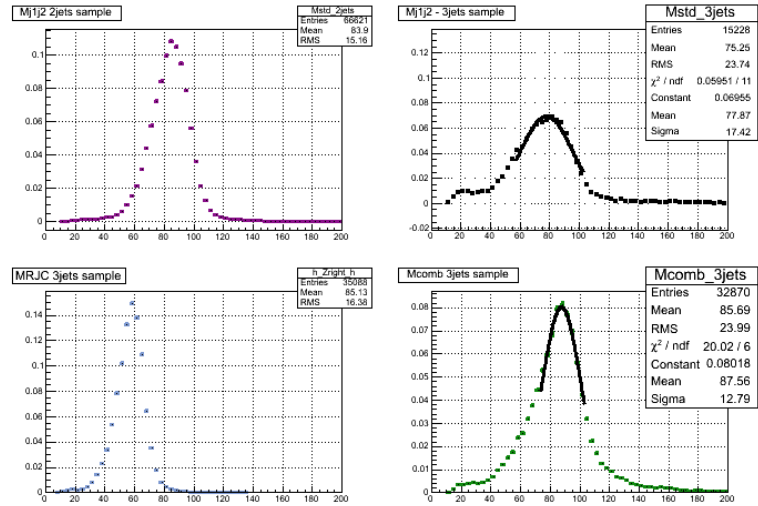 Mj1j2 2jets sample
Mstd_2jets
Entries 66621
Mean 83.9
RMS 15.16
0.1
0.08
0.06
0.04
0.02
0
0 20 40 60 80 100 120 140 160 180 200
Mj1j2 - 3jets sample
Mstd_3jets
Entries 15228
Mean 75.25
RMS 23.74
χ² / ndf 0.05951 / 11
Constant 0.06955
Mean 77.87
Sigma 17.42
0.12
0.1
0.08
0.06
0.04
0.02
0
-0.02
0 20 40 60 80 100 120 140 160 180 200
MRJC 3jets sample
h_Zright_h
Entries 35088
Mean 85.13
RMS 16.38
0.14
0.12
0.1
0.08
0.06
0.04
0.02
0
0 20 40 60 80 100 120 140 160 180 200
Mcomb 3jets sample
Mcomb_3jets
Entries 32870
Mean 85.69
RMS 23.99
χ² / ndf 20.02 / 6
Constant 0.08018
Mean 87.56
Sigma 12.79
0.08
0.07
0.06
0.05
0.04
0.03
0.02
0.01
0
0 20 40 60 80 100 120 140 160 180 200